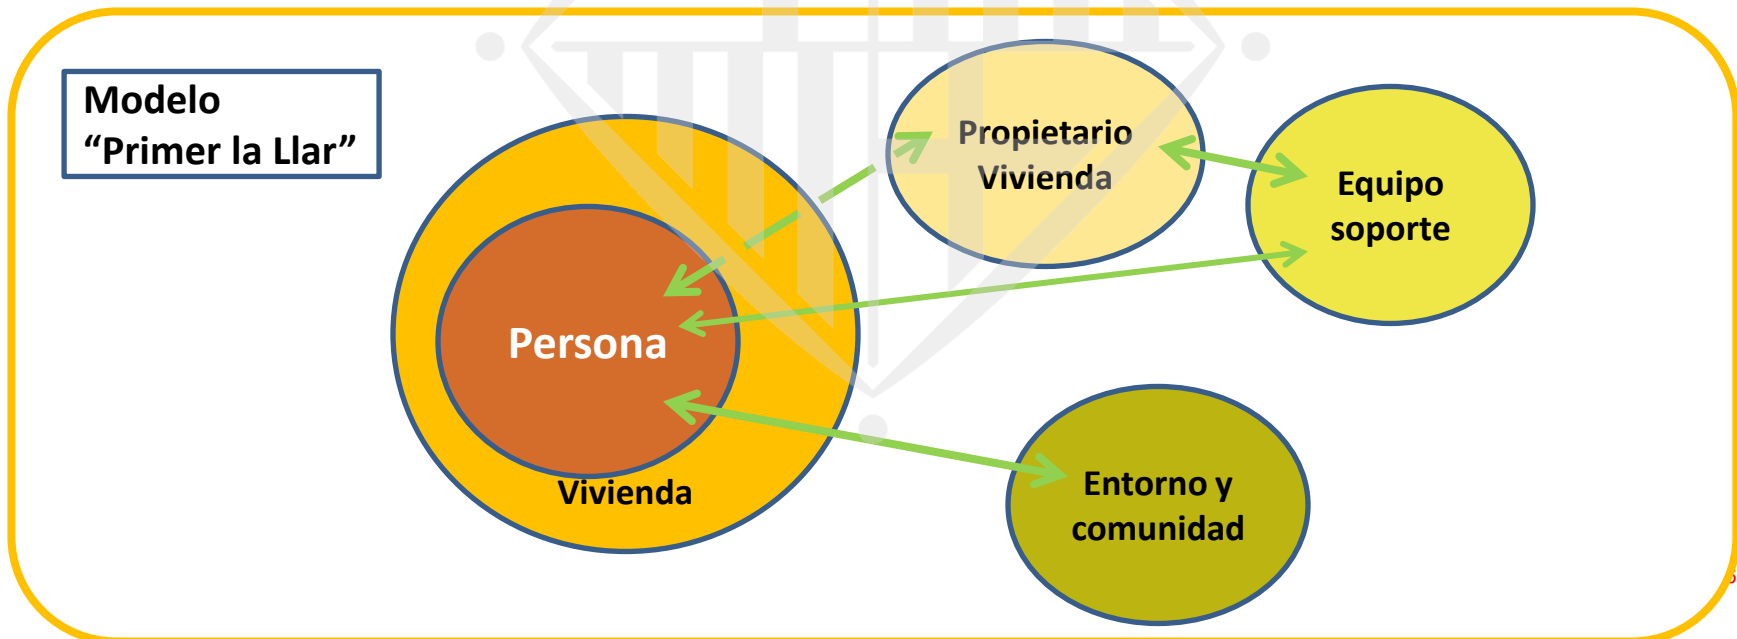 Modelo
“Primer la Llar”
Propietario
Vivienda
Equipo
soporte
Persona
Vivienda
Entorno y
comunidad